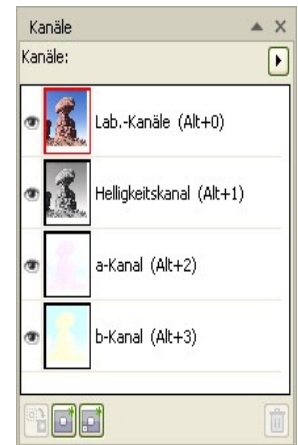 Kanäle
Kanäle:
Lab.-Kanäle (Alt+0)
Helligkeitskanal (Alt+1)
a-Kanal (Alt+2)
b-Kanal (Alt+3)